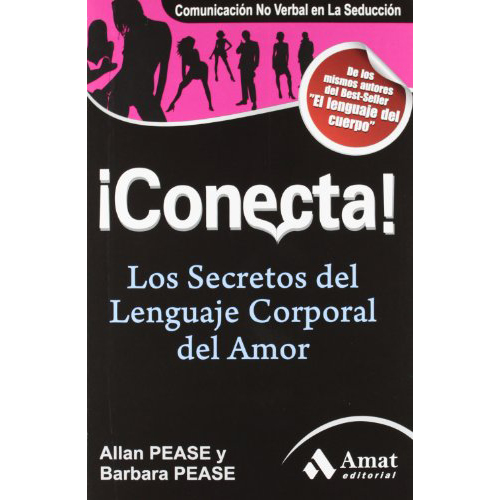 Comunicación No Verbal en La Seducción
De los
mismos autores
del Best-Seller
"El lenguaje del
cuerpo"
¡Conecta!
Los Secretos del
Lenguaje Corporal
del Amor
Allan PEASE y
Barbara PEASE
Amat
editorial